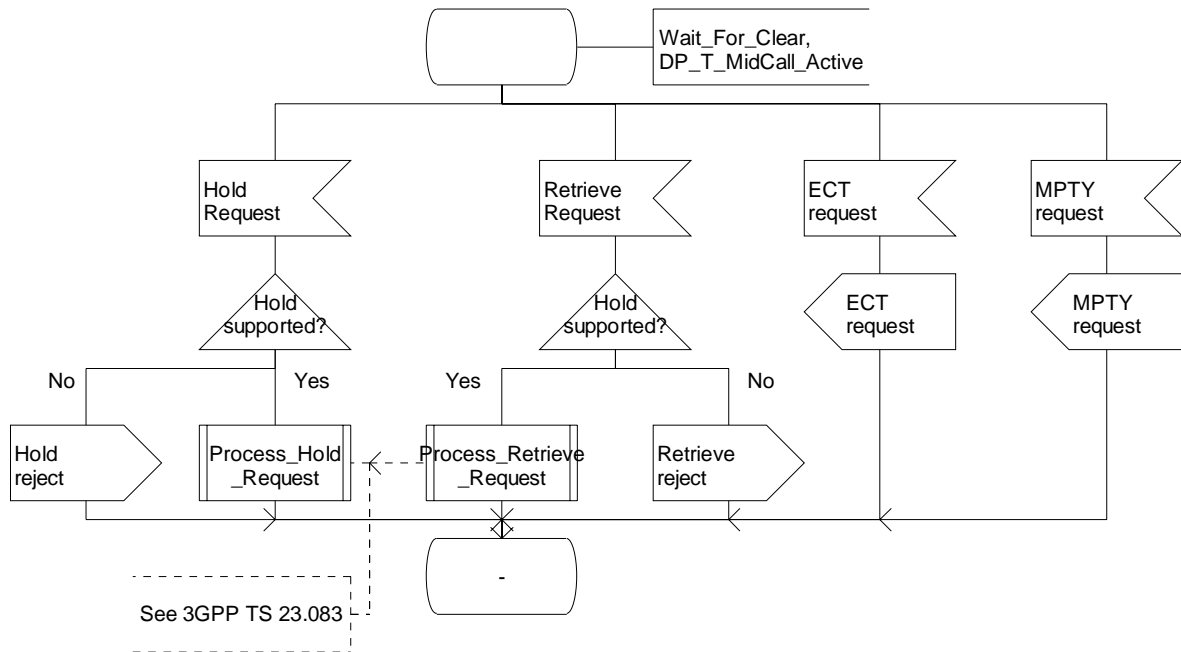 Wait_For_Clear,
DP_T_MidCall_Active
Hold
Request
Retrieve
Request
ECT
request
MPTY
request
Hold
supported?
Hold
supported?
ECT
request
MPTY
request
No
Yes
Yes
No
Hold
reject
Process_Hold
_Request
Process_Retrieve
_Request
Retrieve
reject
-
See 3GPP TS 23.083